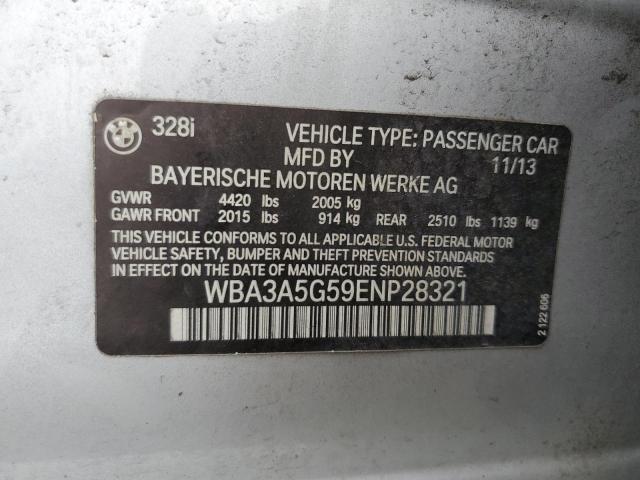 328i VEHICLE TYPE: PASSENGER CAR
MFD BY 11/13
BAYERISCHE MOTOREN WERKE AG
GVWR 4420 lbs 2005 kg
GAWR FRONT 2015 lbs 914 kg REAR 2510 lbs 1139 kg
THIS VEHICLE CONFORMS TO ALL APPLICABLE U.S. FEDERAL MOTOR
VEHICLE SAFETY, BUMPER AND THEFT PREVENTION STANDARDS
IN EFFECT ON THE DATE OF MANUFACTURE SHOWN ABOVE.
WBA3A5G59ENP28321
2 122 606